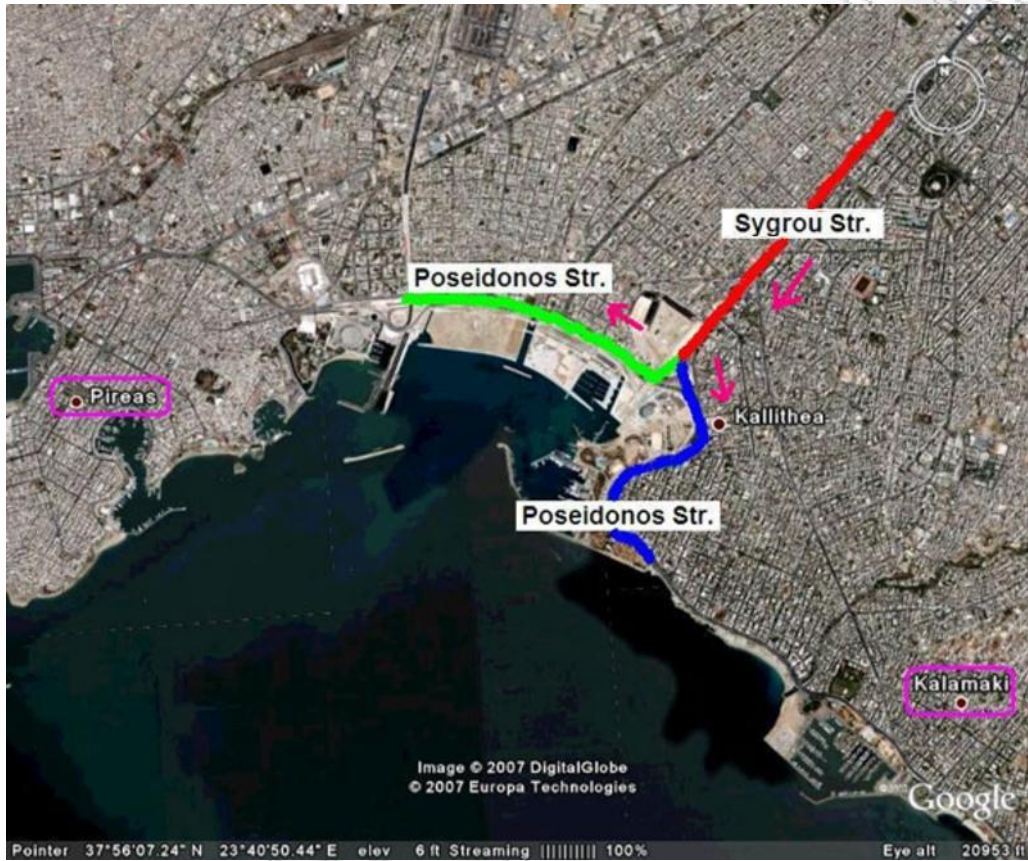 N
Sygrou Str.
Poseidonos Str.
Pireas
Kallithea
Poseidonos Str.
Kalamaki
Image © 2007 DigitalGlobe
© 2007 Europa Technologies
Google
Pointer 37°56'07.24" N 23°40'50.44" E elev 6 ft Streaming ||||||||| 100% Eye alt 20953 ft